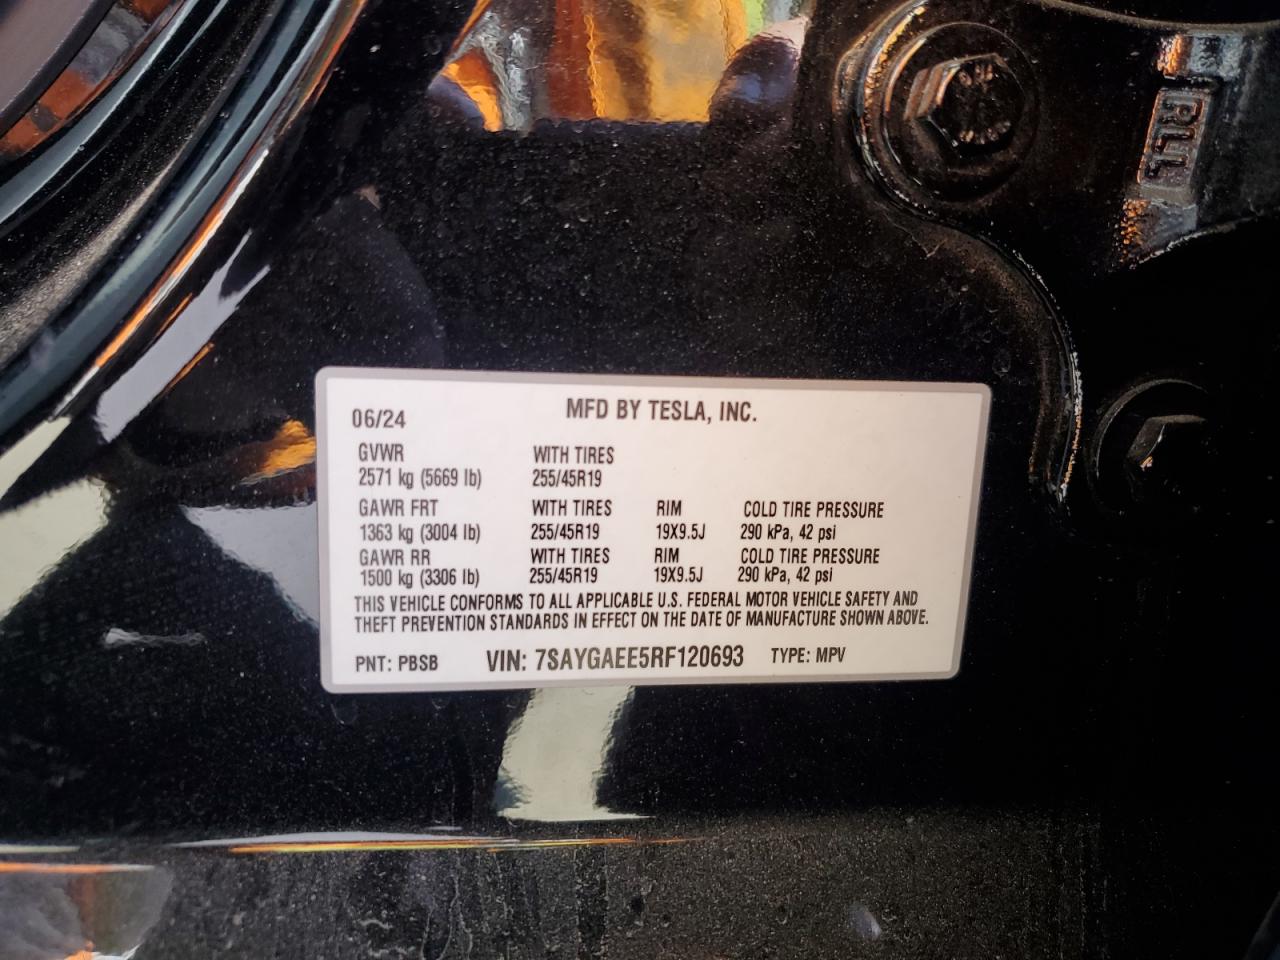 RLL
06/24 MFD BY TESLA, INC.
GVWR WITH TIRES
2571 kg (5669 lb) 255/45R19
GAWR FRT WITH TIRES RIM COLD TIRE PRESSURE
1363 kg (3004 lb) 255/45R19 19X9.5J 290 kPa, 42 psi
GAWR RR WITH TIRES RIM COLD TIRE PRESSURE
1500 kg (3306 lb) 255/45R19 19X9.5J 290 kPa, 42 psi
THIS VEHICLE CONFORMS TO ALL APPLICABLE U.S. FEDERAL MOTOR VEHICLE SAFETY AND
THEFT PREVENTION STANDARDS IN EFFECT ON THE DATE OF MANUFACTURE SHOWN ABOVE.
PNT: PBSB VIN: 7SAYGAEE5RF120693 TYPE: MPV